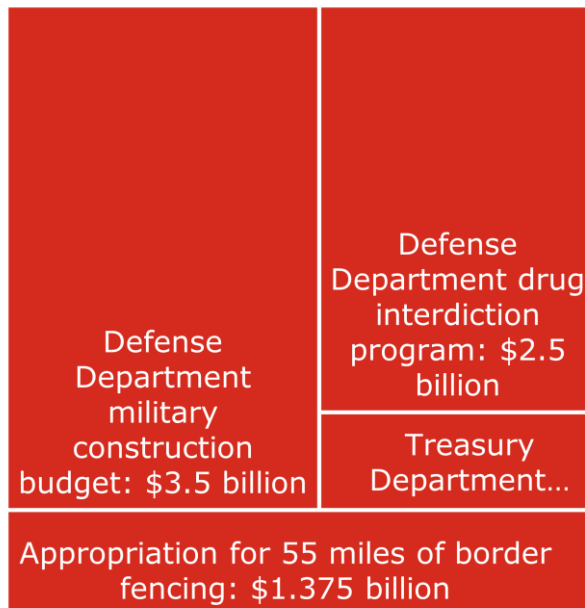 Defense
Department
military
construction
budget: $3.5 billion
Defense
Department drug
interdiction
program: $2.5
billion
Treasury
Department…
Appropriation for 55 miles of border
fencing: $1.375 billion